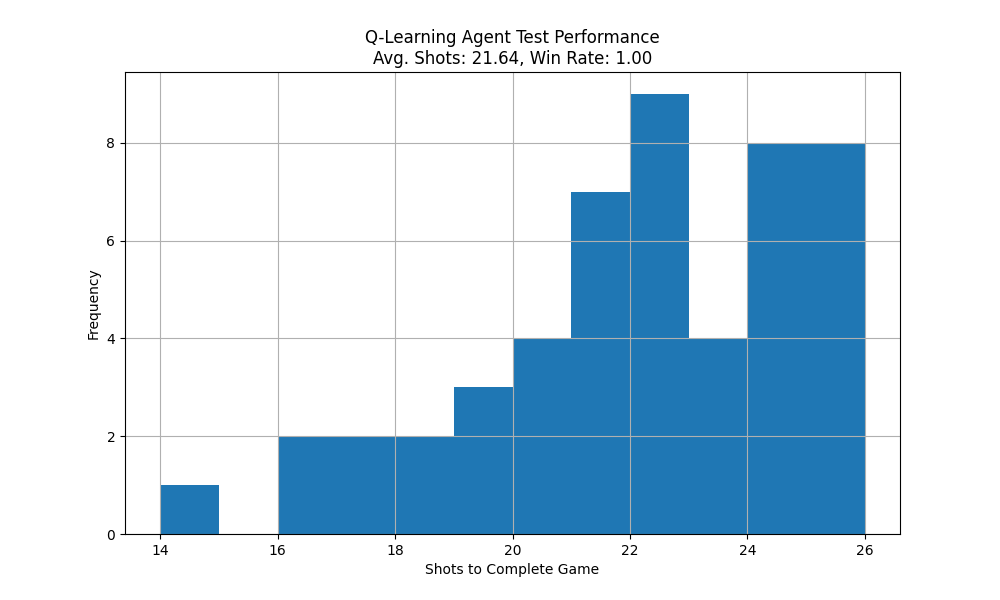 Q-Learning Agent Test Performance
Avg. Shots: 21.64, Win Rate: 1.00
8
6
4
2
0
Frequency
14 16 18 20 22 24 26
Shots to Complete Game